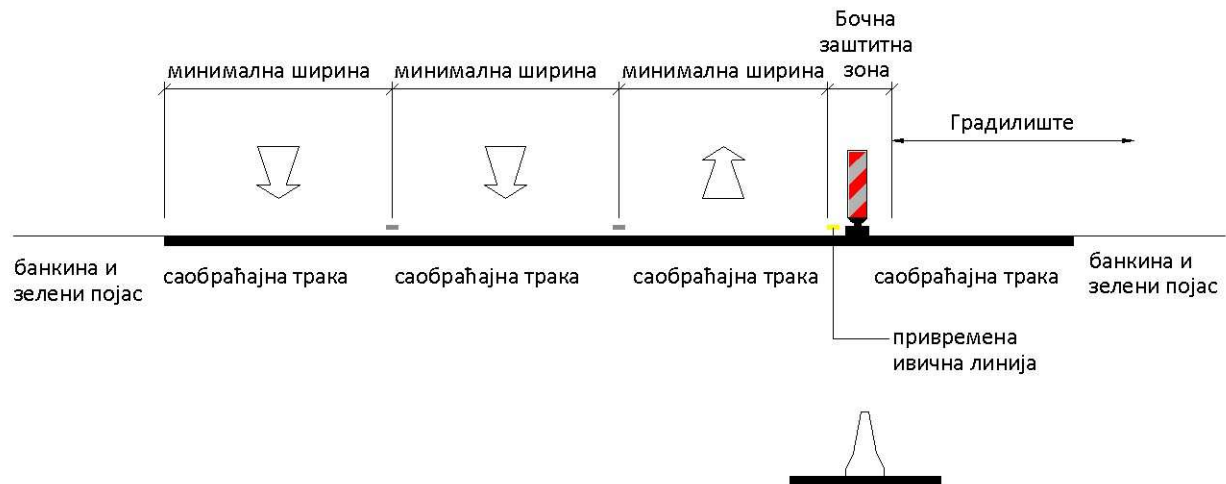 Бочна
заштитна
зона
минимална ширина
минимална ширина
минимална ширина
Градилиште
банкина и
зелени појас
саобраћајна трака
саобраћајна трака
саобраћајна трака
саобраћајна трака
банкина и
зелени појас
привремена
ивична линија